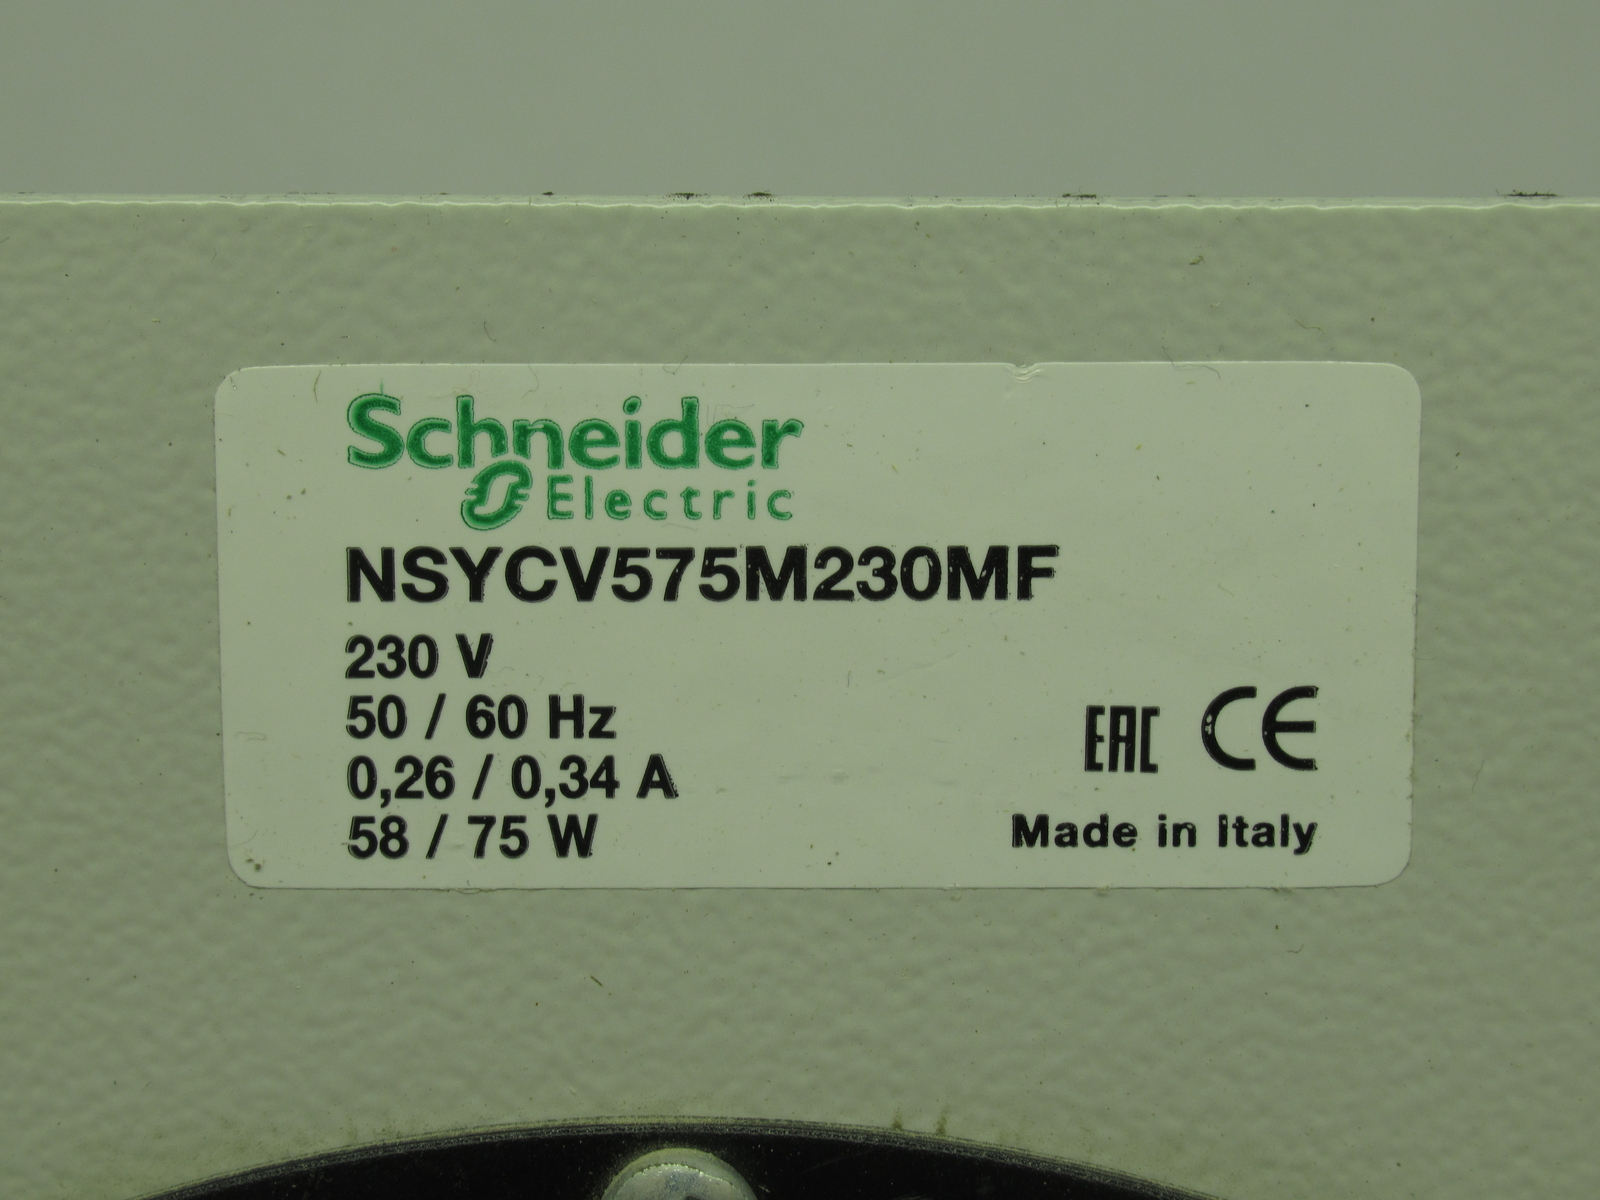 Schneider
Electric
NSYCV575M230MF
230 V
50 / 60 Hz
0,26 / 0,34 A
58 / 75 W
EAC CE
Made in Italy